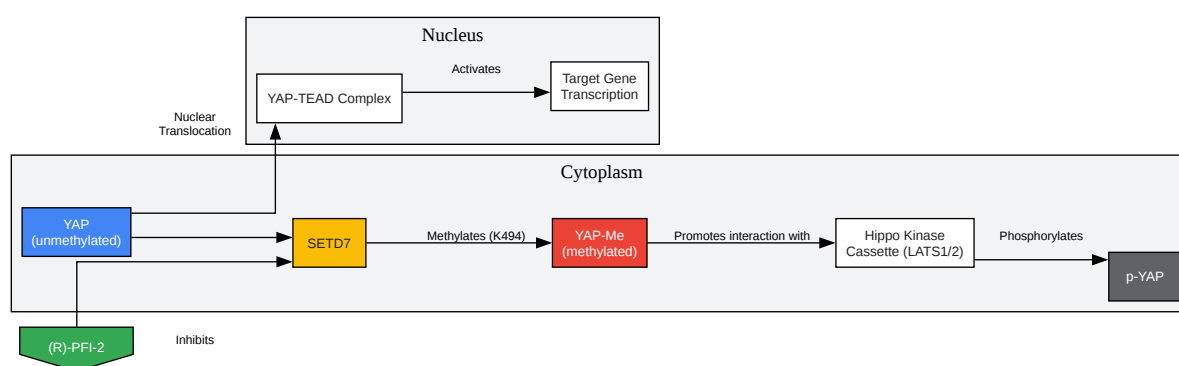 Nucleus
Activates
YAP-TEAD Complex
Target Gene
Transcription
Nuclear
Translocation
Cytoplasm
YAP
(unmethylated)
SETD7
Methylates (K494)
YAP-Me
(methylated)
Promotes interaction with
Hippo Kinase
Cassette (LATS1/2)
Phosphorylates
p-YAP
(R)-PFI-2
Inhibits